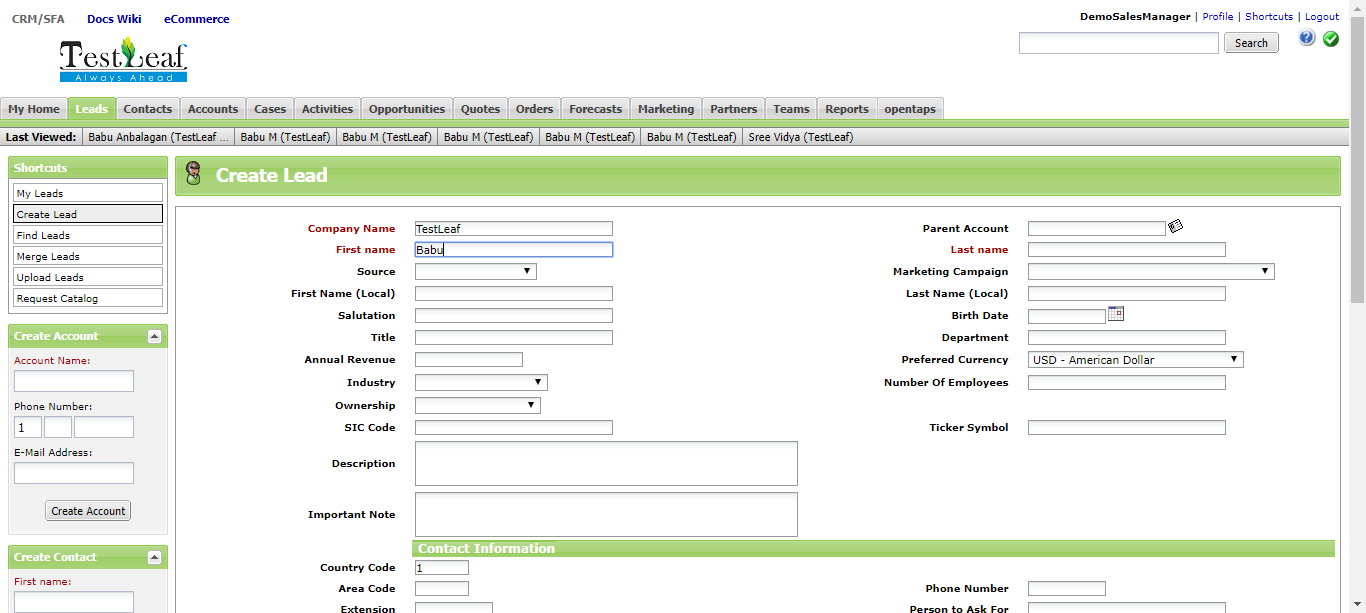 CRM/SFA Docs Wiki eCommerce
DemoSalesManager | Profile | Shortcuts | Logout
TestLeaf
Always Ahead
Search
My Home Leads Contacts Accounts Cases Activities Opportunities Quotes Orders Forecasts Marketing Partners Teams Reports opentaps
Last Viewed: Babu Anbalagan (TestLeaf ... Babu M (TestLeaf) Babu M (TestLeaf) Babu M (TestLeaf) Babu M (TestLeaf) Babu M (TestLeaf) Sree Vidya (TestLeaf)
Shortcuts
My Leads
Create Lead
Find Leads
Merge Leads
Upload Leads
Request Catalog
Create Account
Account Name:
Phone Number:
1
E-Mail Address:
Create Account
Create Contact
First name:
Create Lead
Company Name TestLeaf Parent Account
First name Babu Last name
Source Marketing Campaign
First Name (Local) Last Name (Local)
Salutation Birth Date
Title Department
Annual Revenue Preferred Currency USD - American Dollar
Industry Number Of Employees
Ownership
SIC Code Ticker Symbol
Description
Important Note
Contact Information
Country Code 1
Area Code Phone Number
Extension Person to Ask For